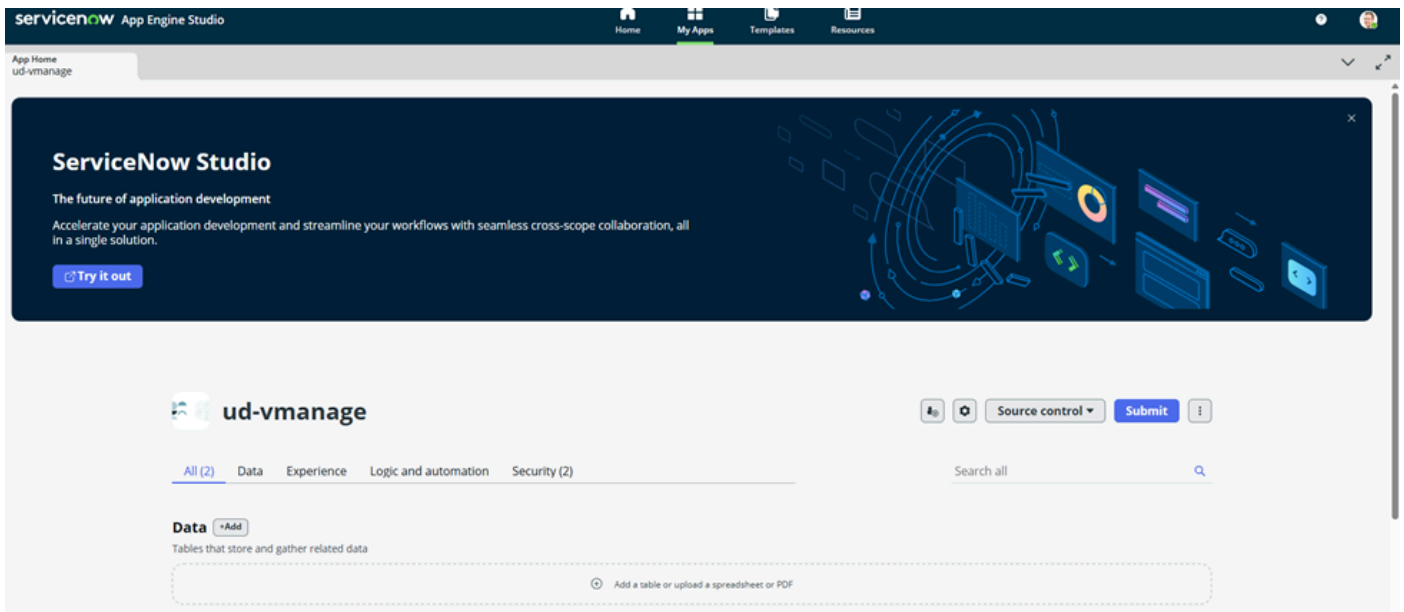 servicenow App Engine Studio
Home
My Apps
Templates
Resources
App Home
ud-vmanage
ServiceNow Studio
The future of application development
Accelerate your application development and streamline your workflows with seamless cross-scope collaboration, all
in a single solution.
Try it out
ud-vmanage
Source control
Submit
All (2) Data Experience Logic and automation Security (2)
Search all
Data +Add
Tables that store and gather related data
Add a table or upload a spreadsheet or PDF